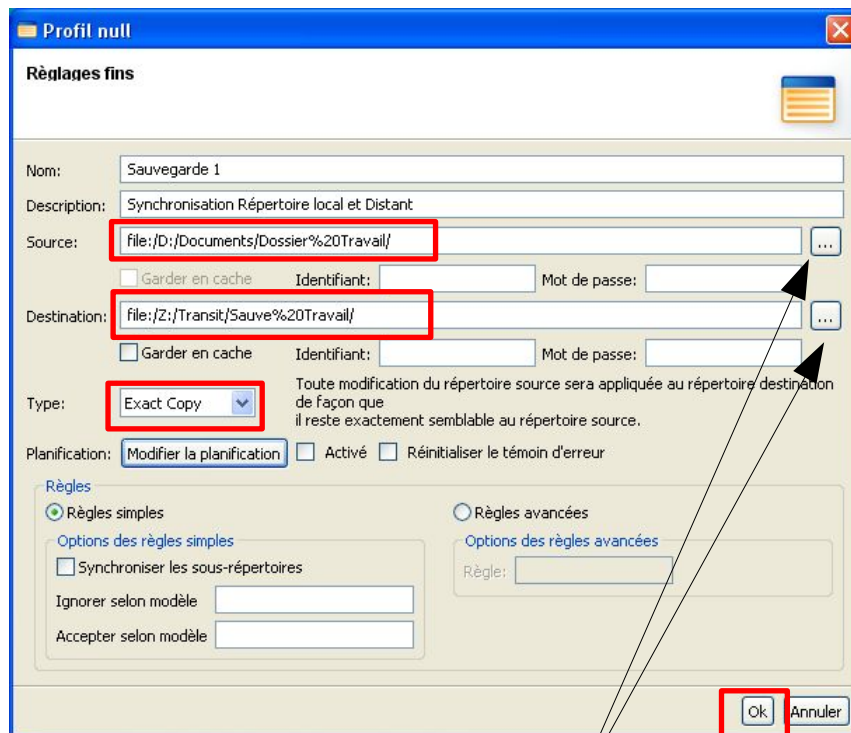 Profil null
Règlages fins
Nom: Sauvegarde 1
Description: Synchronisation Répertoire local et Distant
Source: file:/D:/Documents/Dossier%20Travail/ ...
Garder en cache Identifiant: Mot de passe:
Destination: file:/Z:/Transit/Sauve%20Travail/ ...
Garder en cache Identifiant: Mot de passe:
Type: Exact Copy Toute modification du répertoire source sera appliquée au répertoire destination
de façon que
il reste exactement semblable au répertoire source.
Planification: Modifier la planification Activé Réinitialiser le témoin d'erreur
Règles
Règles simples Règles avancées
Options des règles simples Options des règles avancées
Synchroniser les sous-répertoires Règle:
Ignorer selon modèle
Accepter selon modèle
Ok Annuler